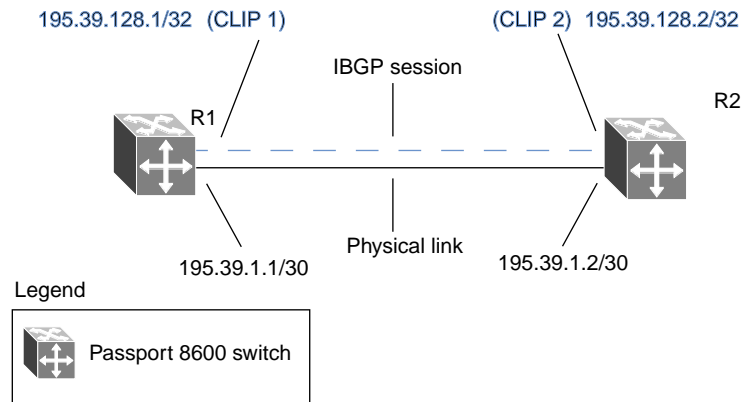 195.39.128.1/32 (CLIP 1)
(CLIP 2) 195.39.128.2/32
IBGP session
R1
R2
Physical link
195.39.1.1/30
195.39.1.2/30
Legend
Passport 8600 switch